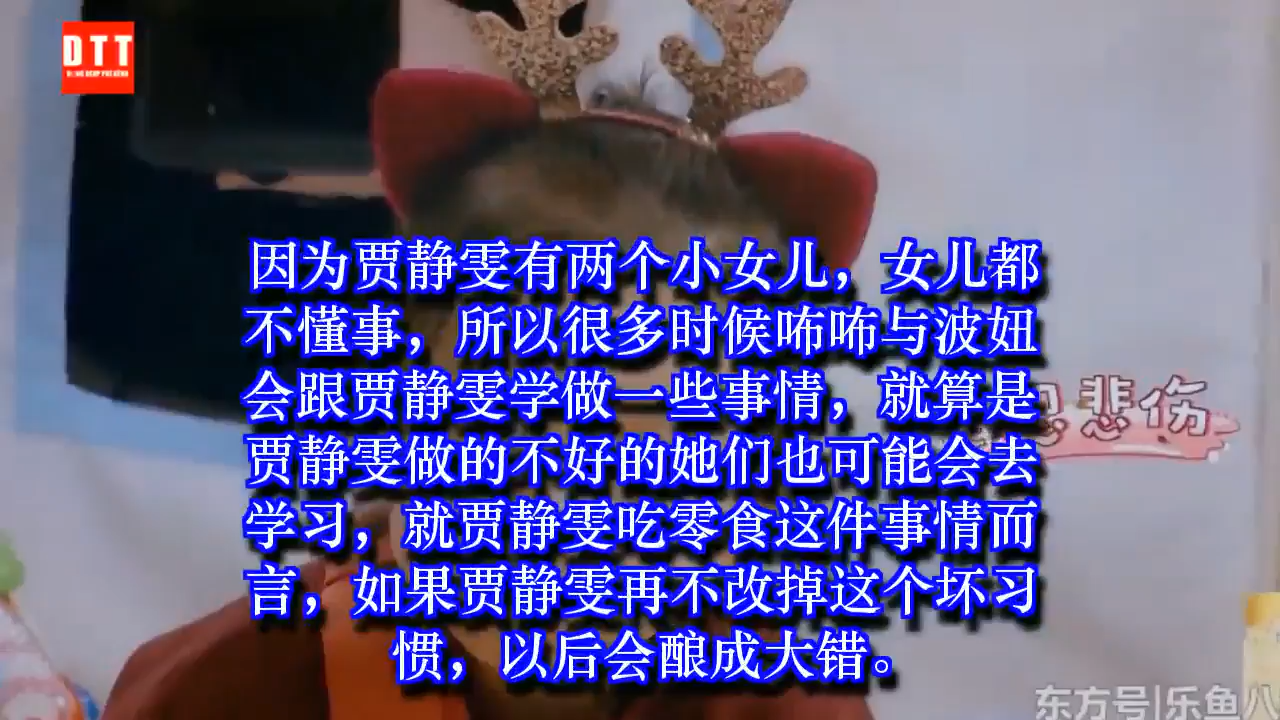 DTT
因为贾静雯有两个小女儿，女儿都
不懂事，所以很多时候咘咘与波妞
会跟贾静雯学做一些事情，就算是
贾静雯做的不好的她们也可能会去
学习，就贾静雯吃零食这件事情而
言，如果贾静雯再不改掉这个坏习
惯，以后会酿成大错。
悲伤
东方号|乐鱼八